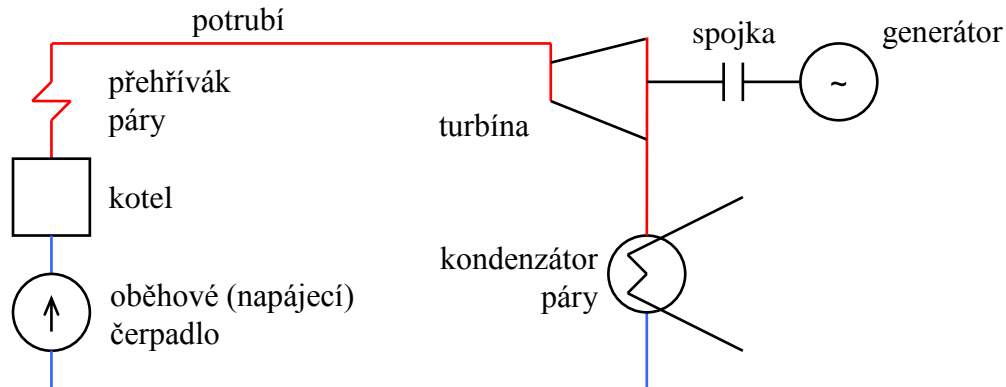 potrubí
spojka
generátor
~
přehřívák
páry
turbína
kotel
kondenzátor
páry
oběhové (napájecí)
čerpadlo